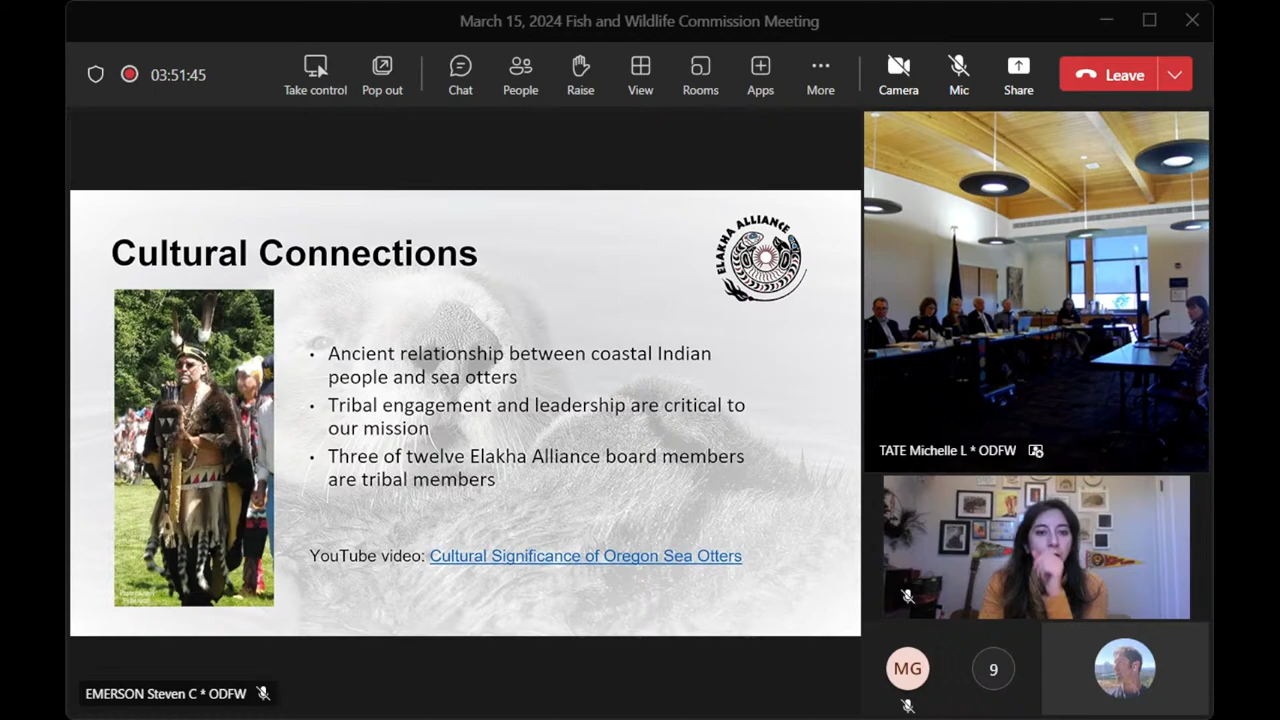 March 15, 2024 Fish and Wildlife Commission Meeting
03:51:45
Take control
Pop out
Chat
People
Raise
View
Rooms
Apps
More
Camera
Mic
Share
Leave
Cultural Connections
ELAKHA ALLIANCE
• Ancient relationship between coastal Indian
people and sea otters
• Tribal engagement and leadership are critical to
our mission
• Three of twelve Elakha Alliance board members
are tribal members
YouTube video: Cultural Significance of Oregon Sea Otters
TATE Michelle L * ODFW
MG
9
EMERSON Steven C * ODFW